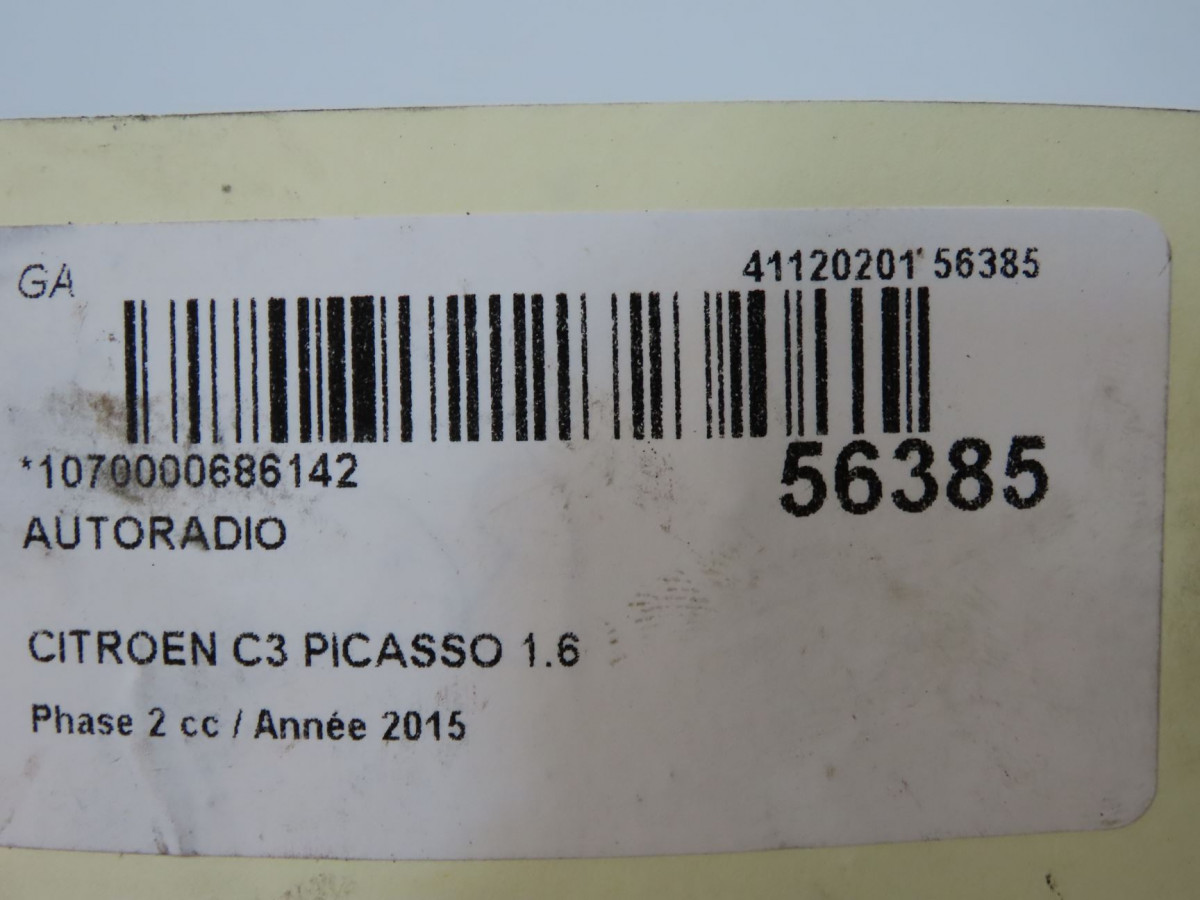 GA
41120201 56385
*1070000686142
56385
AUTORADIO
CITROEN C3 PICASSO 1.6
Phase 2 cc / Année 2015